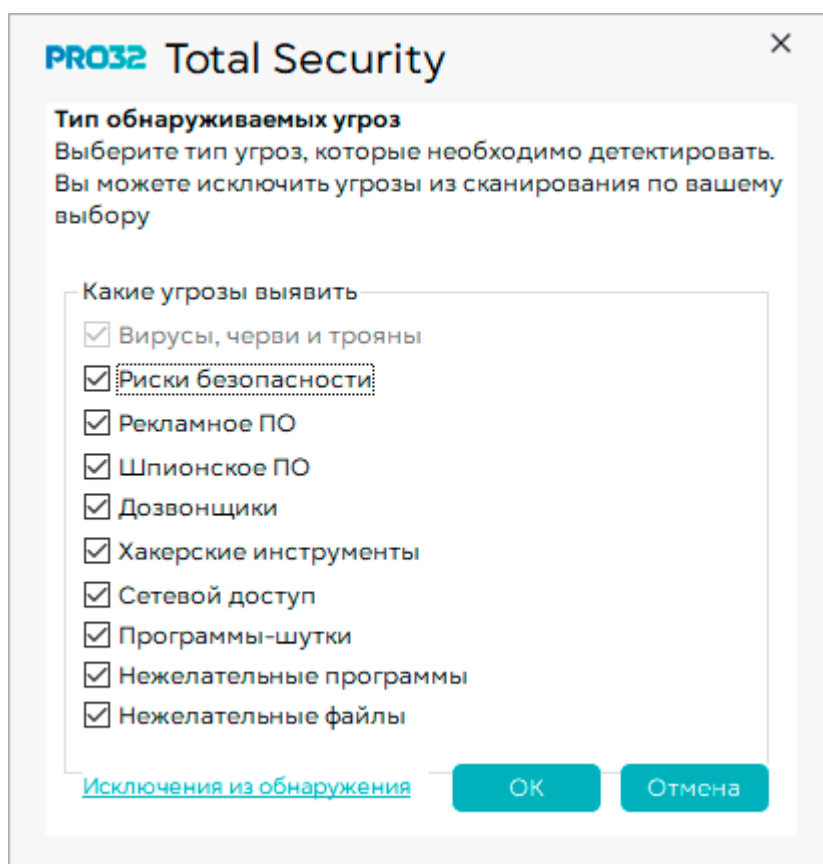 PRO32 Total Security
Тип обнаруживаемых угроз
Выберите тип угроз, которые необходимо детектировать.
Вы можете исключить угрозы из сканирования по вашему
выбору
Какие угрозы выявить
Вирусы, черви и трояны
Риски безопасности
Рекламное ПО
Шпионское ПО
Дозвонщики
Хакерские инструменты
Сетевой доступ
Программы-шутки
Нежелательные программы
Нежелательные файлы
Исключения из обнаружения OK Отмена